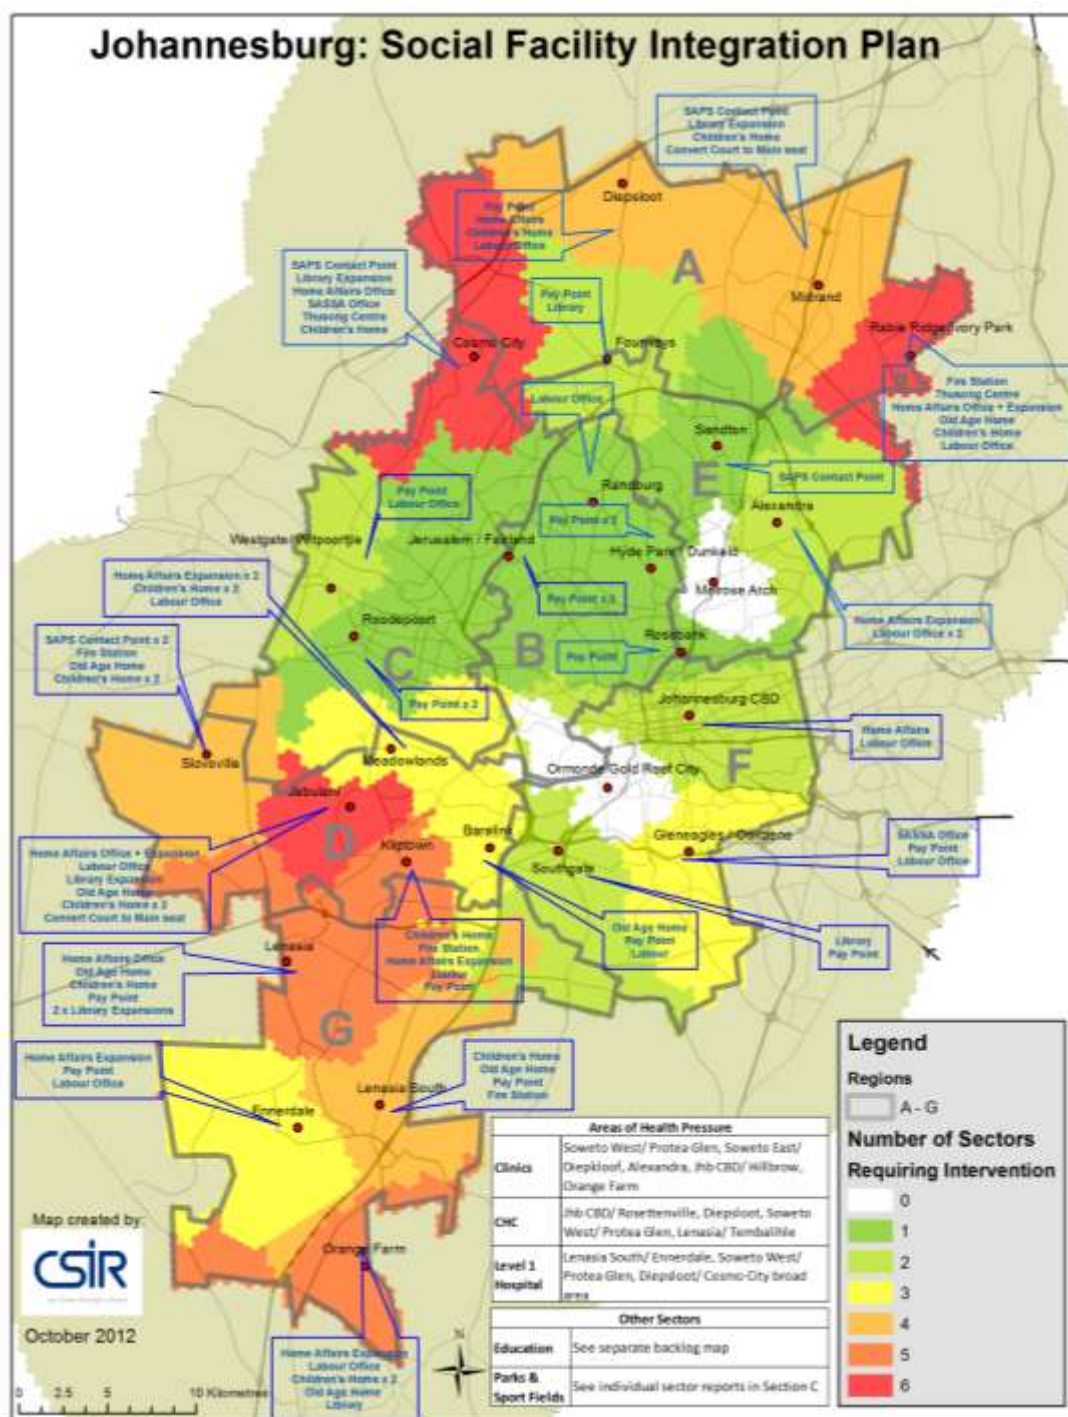 Johannesburg: Social Facility Integration Plan
SAPS Contact Point
Library Expansion
Children's Home
Convert Court to Main seat
Diepsloot
Pay Point
Home Affairs
Children's Home
Labour Office
A
SAPS Contact Point
Library Expansion
Home Affairs Office
SASSA Office
Thusong Centre
Children's Home
Pay Point
Library
Midrand
Rabie Ridge/Ivory Park
Cosmo City
Fourways
Fire Station
Thusong Centre
Home Affairs Office + Expansion
Old Age Home
Children's Home
Labour Office
Labour Office
Sandton
E
SAPS Contact Point
Pay Point
Labour Office
Randburg
Alexandra
Pay Point x 2
Westgate/
Jerusalem / Fairland
Hyde Park / Dunkeld
Melrose Arch
Home Affairs Expansion x 2
Children's Home x 2
Labour Office
Pay Point x
Home Affairs Expansion
Labour Office x 2
Roodepoort
Rosebank
SAPS Contact Point x 2
Fire Station
Old Age Home
Children's Home x 2
C
B
Pay Point
Pay Point x 2
Johannesburg CBD
Home Affairs
Labour Office
F
Slovoville
Meadowlands
Ormonde/Gold Reef City
Jabulani
D
Kliptown
Baralink
Southgate
Gleneagles /
SASSA Office
Pay Point
Labour Office
Home Affairs Office + Expansion
Labour Office
Library Expansion
Old Age Home
Children's Home x 2
Convert Court to Main seat
Children's Home
Fire Station
Home Affairs Expansion
Pay Point
Old Age Home
Pay Point
Labour
Library
Pay Point
Lenasia
Home Affairs Office
Old Age Home
Children's Home
Pay Point
2 x Library Expansions
G
Home Affairs Expansion
Pay Point
Labour Office
Children's Home
Old Age Home
Pay Point
Fire Station
Lenasia South
Ennerdale
Orange Farm
Home Affairs Expansion
Labour Office
Children's Home x 2
Old Age Home
Library
Areas of Health Pressure
Clinics
Soweto West/ Protea Glen, Soweto East/
Diepkloof, Alexandra, Jhb CBD/ Hillbrow,
Orange Farm
CHC
Jhb CBD/ Rosettenville, Diepsloot, Soweto
West/ Protea Glen, Lenasia/ Tembalihle
Level 1
Hospital
Lenasia South/ Ennerdale, Soweto West/
Protea Glen, Diepsloot/ Cosmo-City broad
area
Other Sectors
Education
See separate backlog map
Parks &
Sport Fields
See individual sector reports in Section C
Legend
Regions
A - G
Number of Sectors
Requiring Intervention
0
1
2
3
4
5
6
Map created by:
CSIR
October 2012
N
0 2.5 5 10 Kilometres